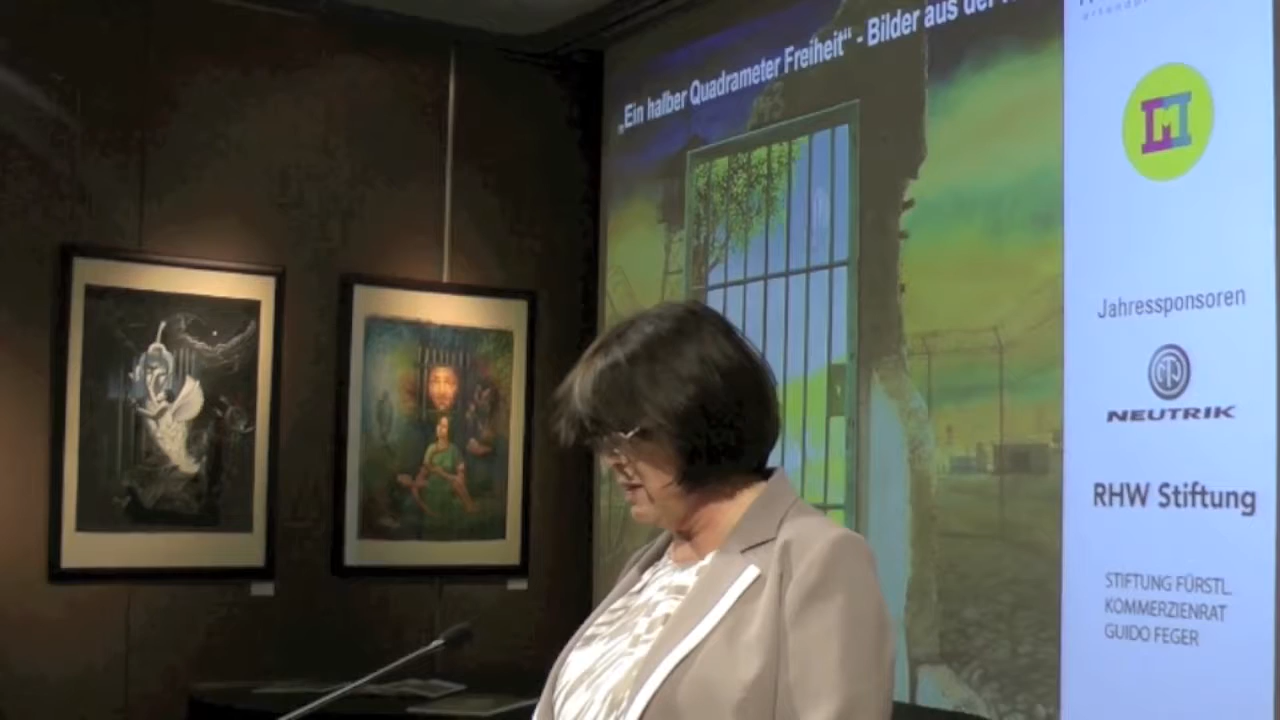 „Ein halber Quadrameter Freiheit“ - Bilder aus der
Jahressponsoren
NEUTRIK
RHW Stiftung
STIFTUNG FÜRSTL.
KOMMERZIENRAT
GUIDO FEGER